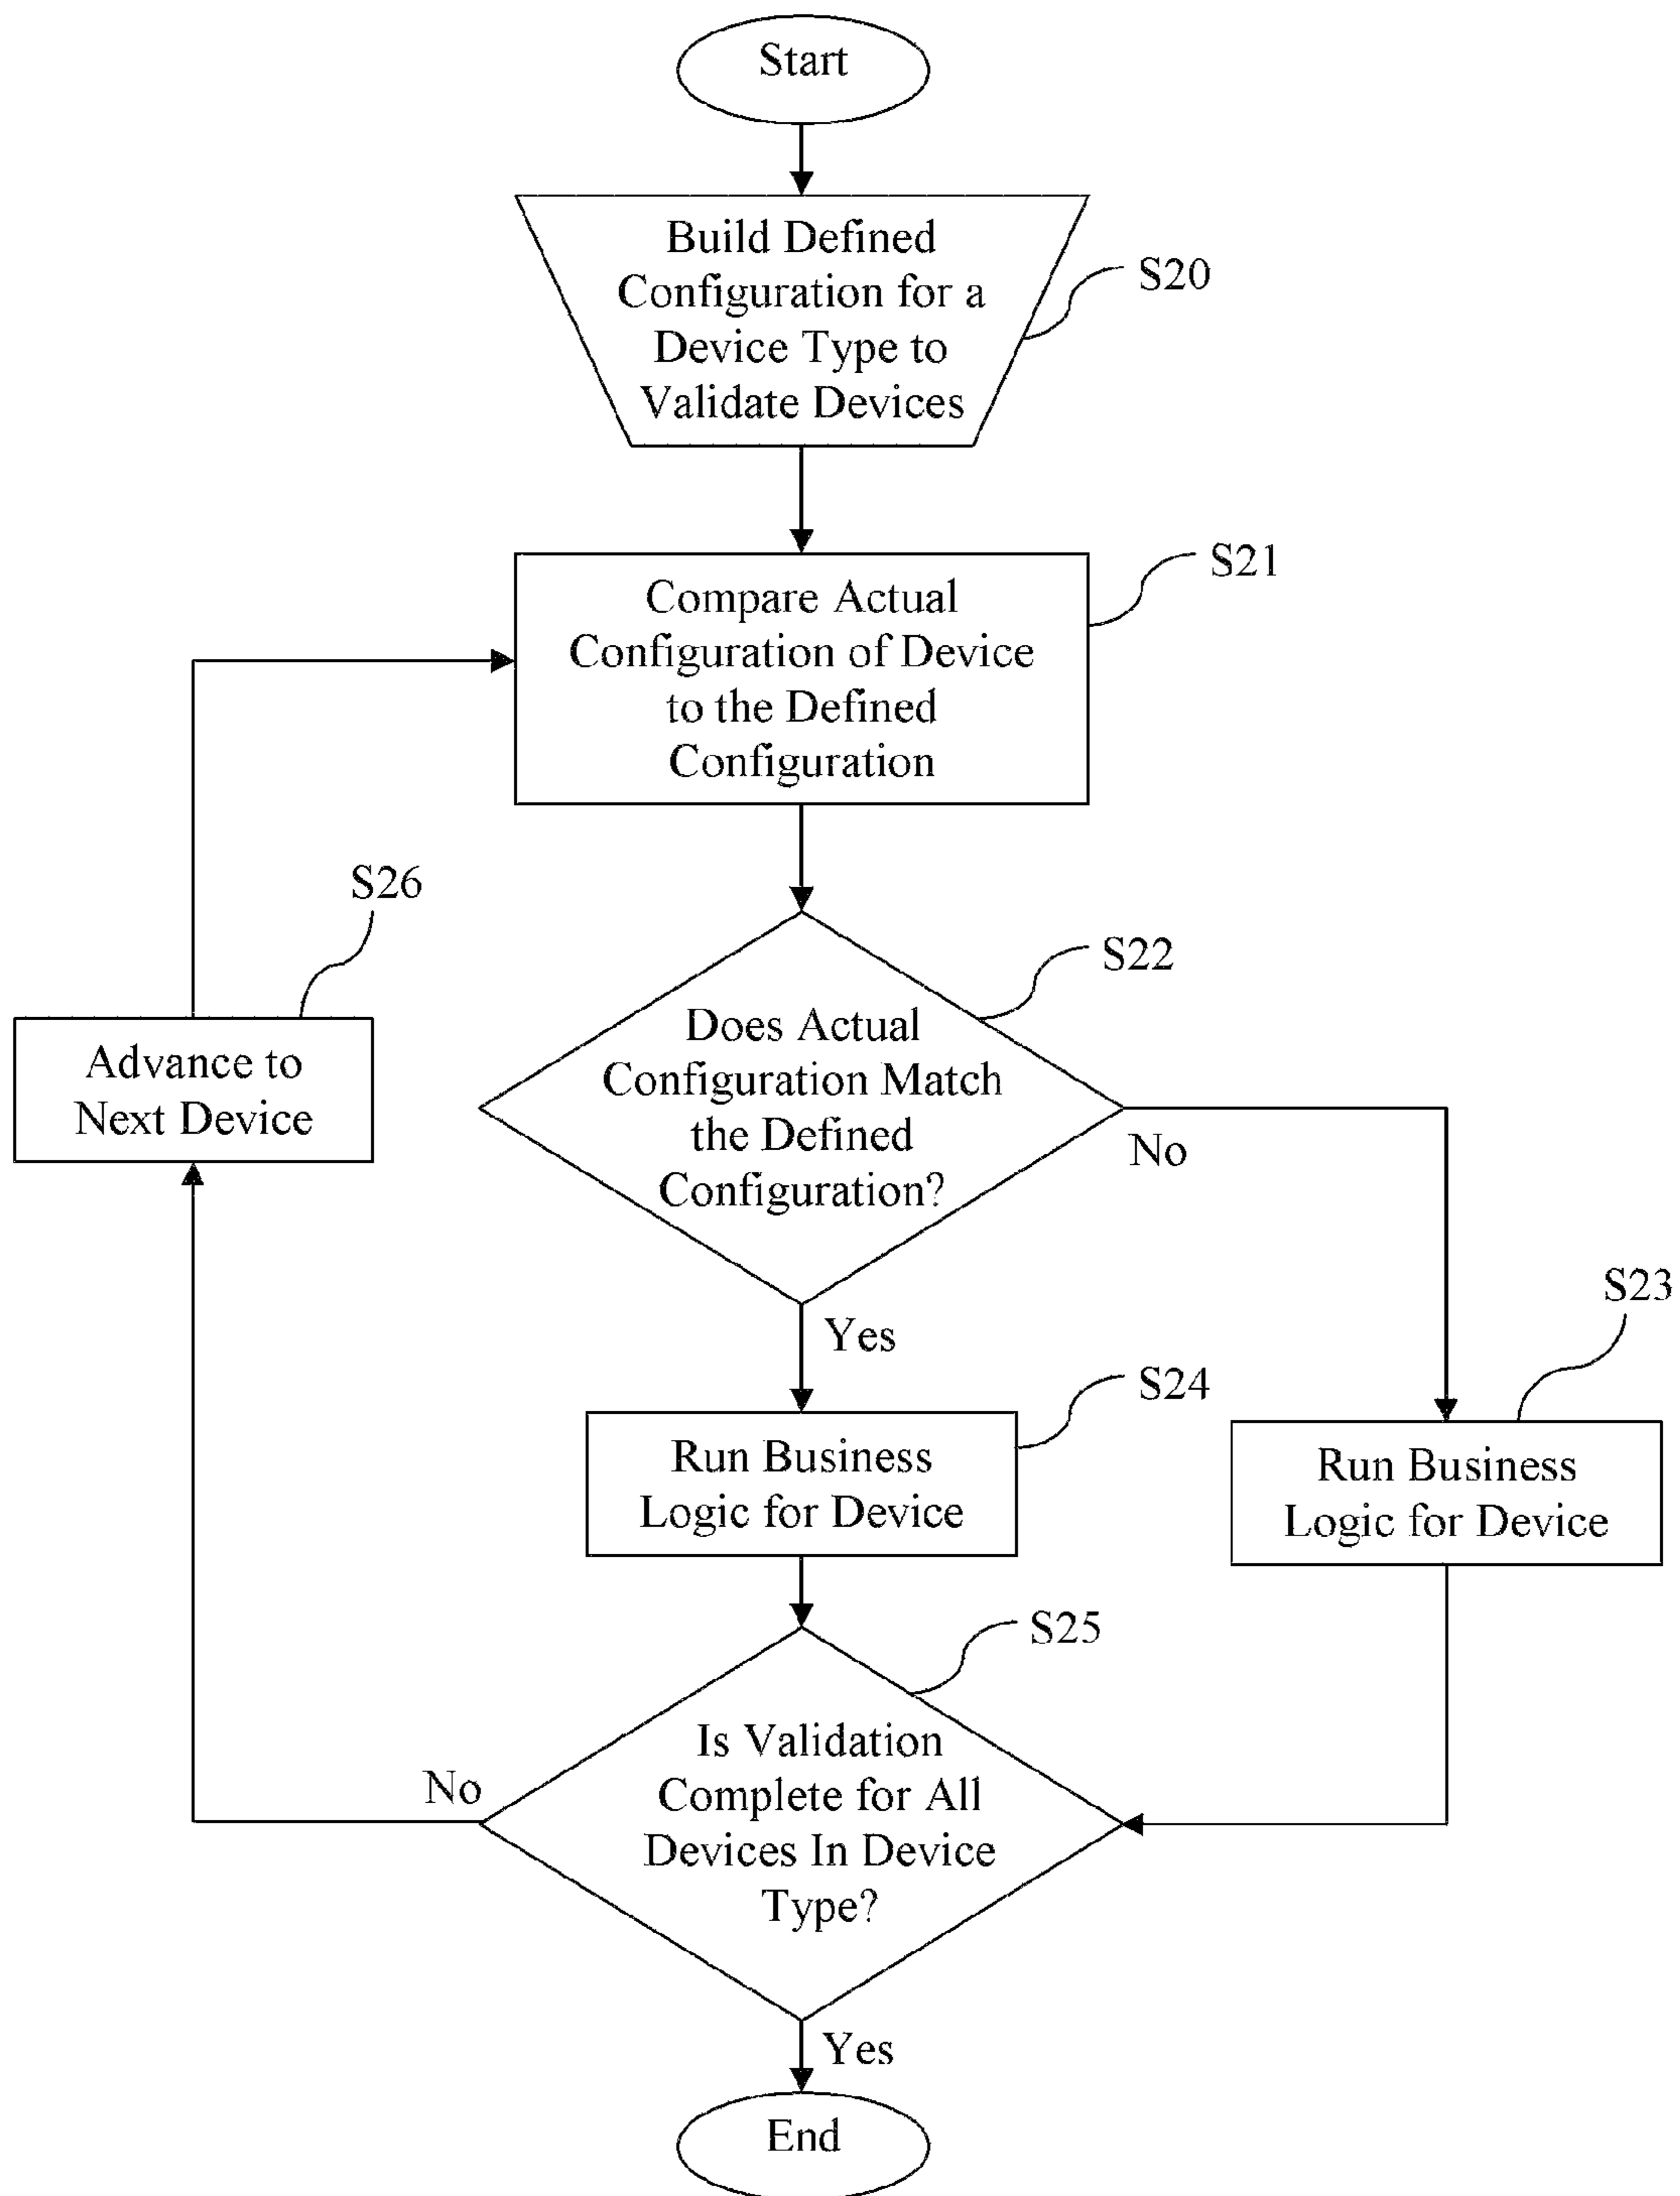 Start
Build Defined
Configuration for a
Device Type to
Validate Devices
S20
Compare Actual
Configuration of Device
to the Defined
Configuration
S21
S26
Advance to
Next Device
S22
Does Actual
Configuration Match
the Defined
Configuration?
No
Yes
S23
S24
Run Business
Logic for Device
Run Business
Logic for Device
S25
Is Validation
Complete for All
Devices In Device
Type?
No
Yes
End